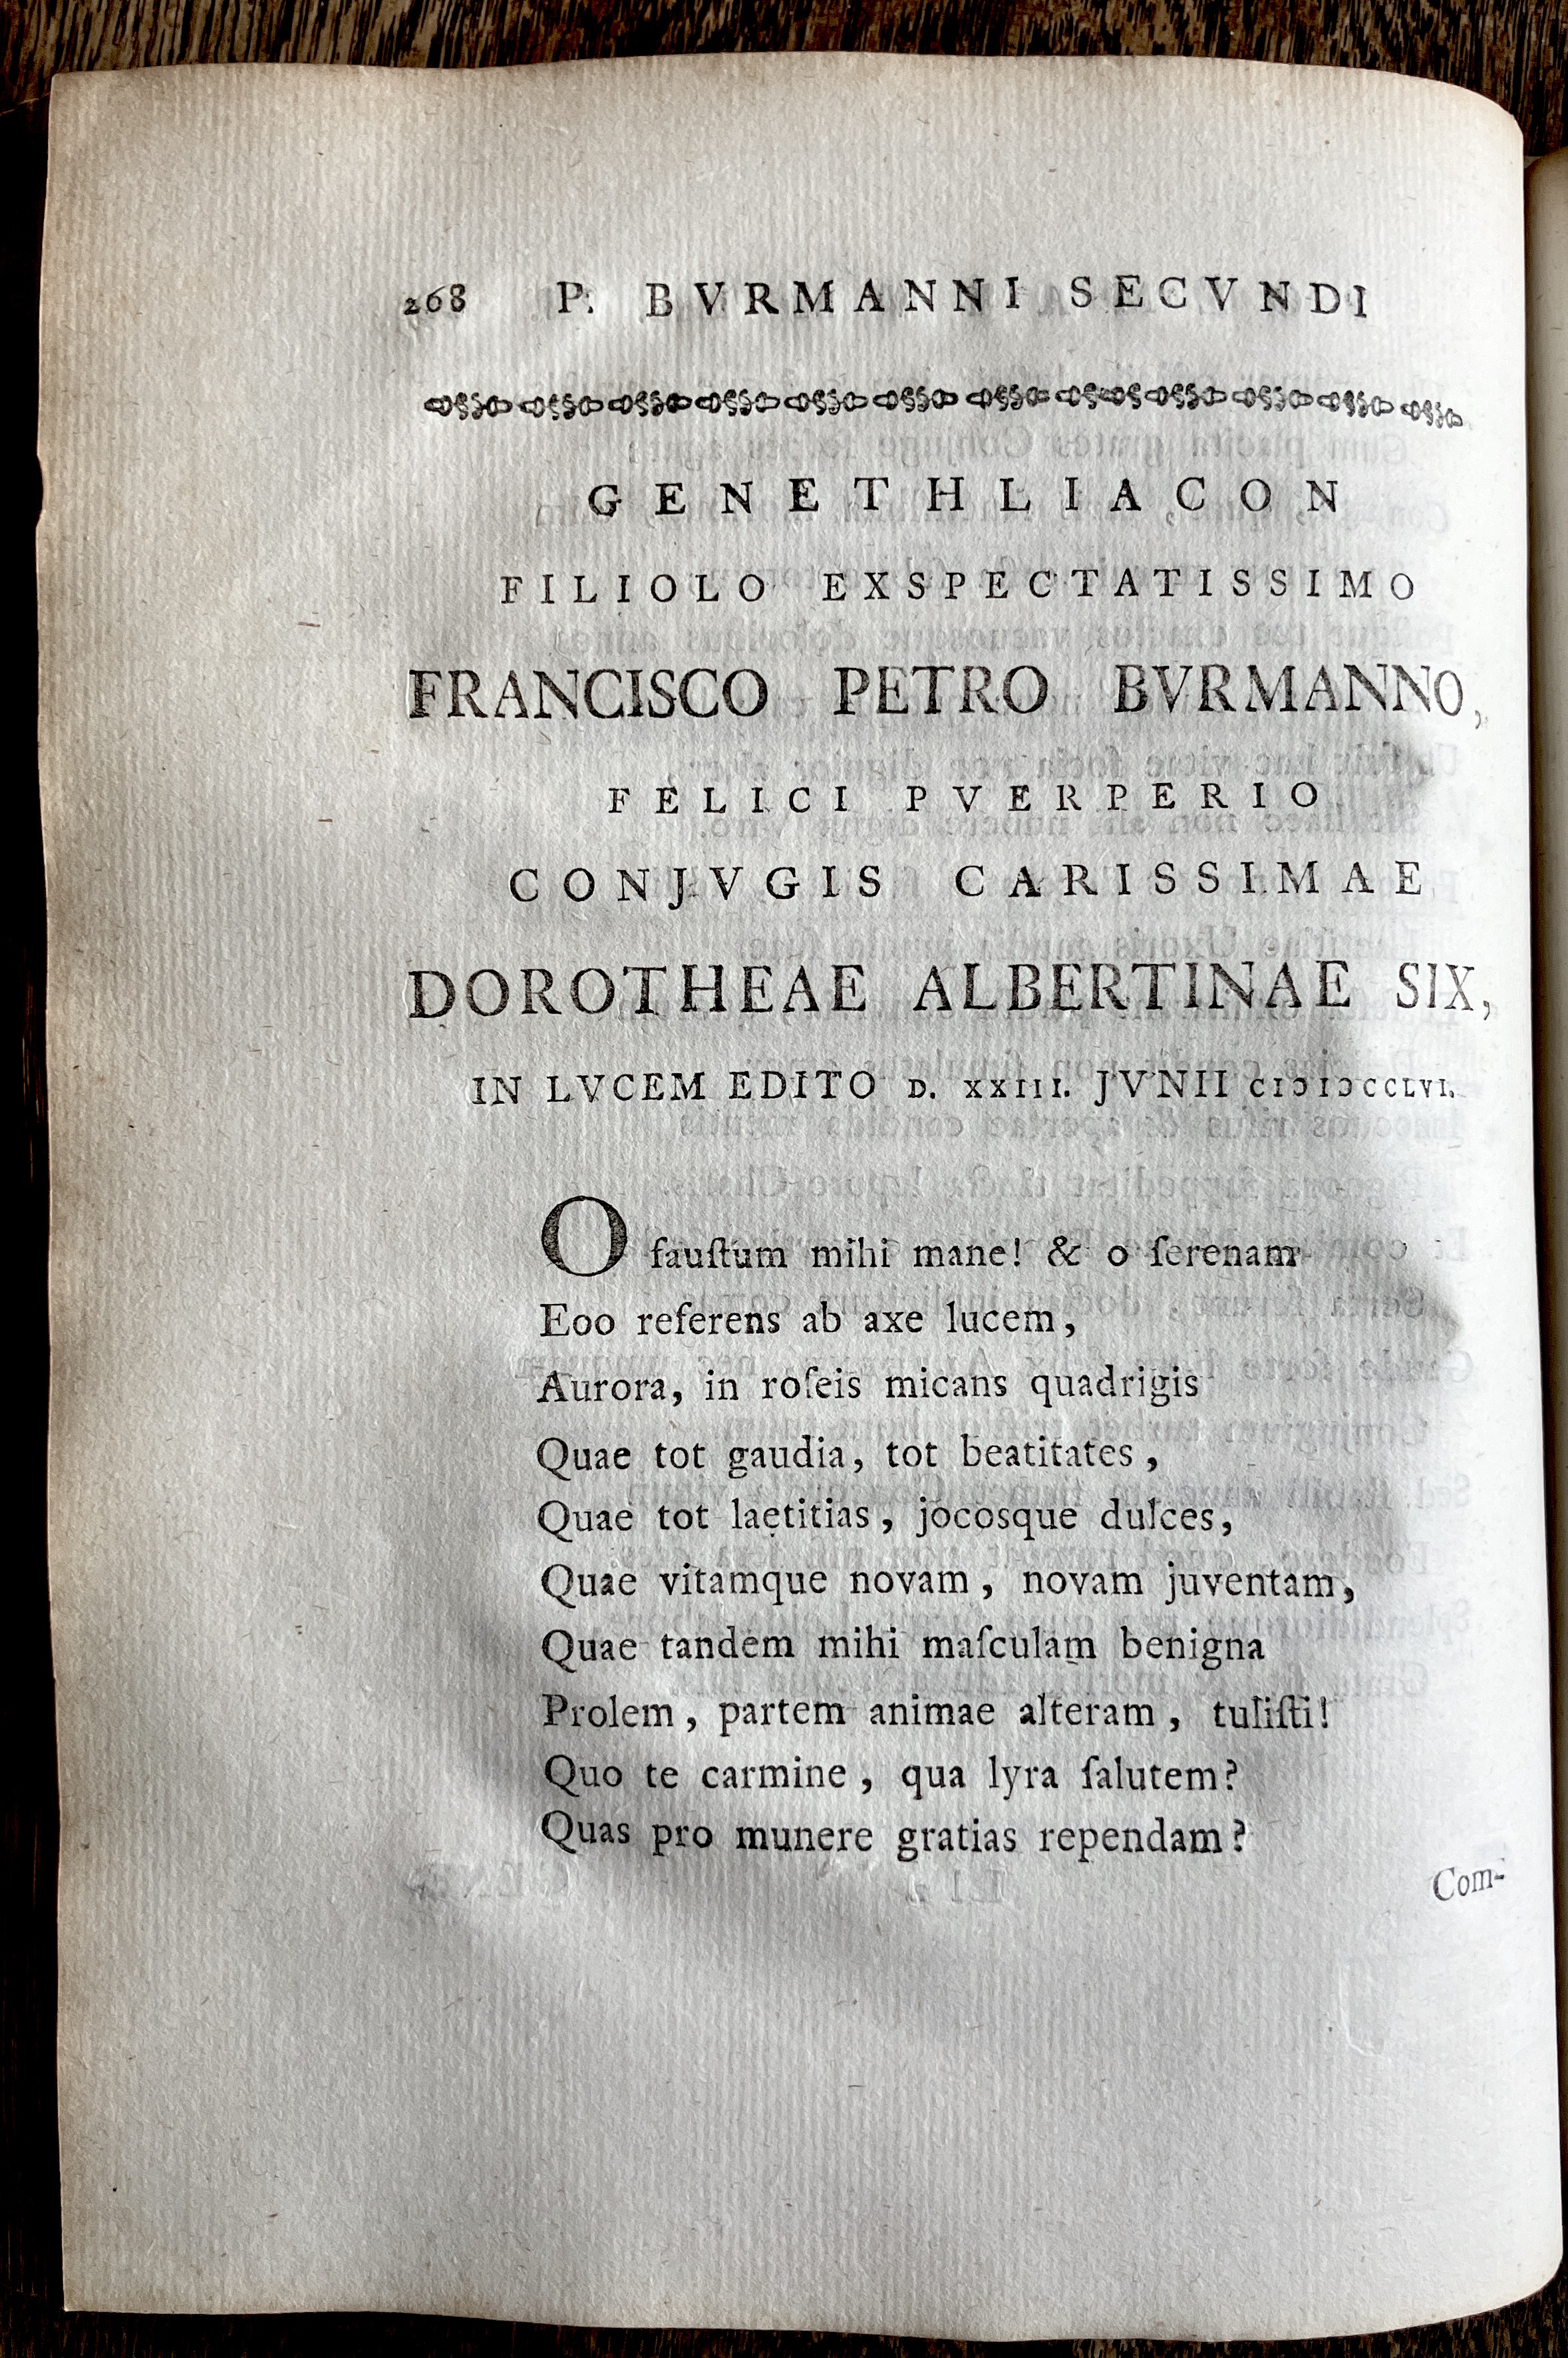 268 P. BVRMANNI SECVNDI
GENETHLIACON
FILIOLO EXSPECTATISSIMO
FRANCISCO PETRO BVRMANNO,
FELICI PVERPERIO
CONJVGIS CARISSIMAE
DOROTHEAE ALBERTINAE SIX,
IN LVCEM EDITO D. XXIII. JVNII CIƆIƆCCLVI.
O fauſtum mihi mane! & o ſerenam
Eoo referens ab axe lucem,
Aurora, in roſeis micans quadrigis
Quae tot gaudia, tot beatitates,
Quae tot laetitias, jocosque dulces,
Quae vitamque novam, novam juventam,
Quae tandem mihi maſculam benigna
Prolem, partem animae alteram, tuliſti!
Quo te carmine, qua lyra ſalutem?
Quas pro munere gratias rependam?
Com-